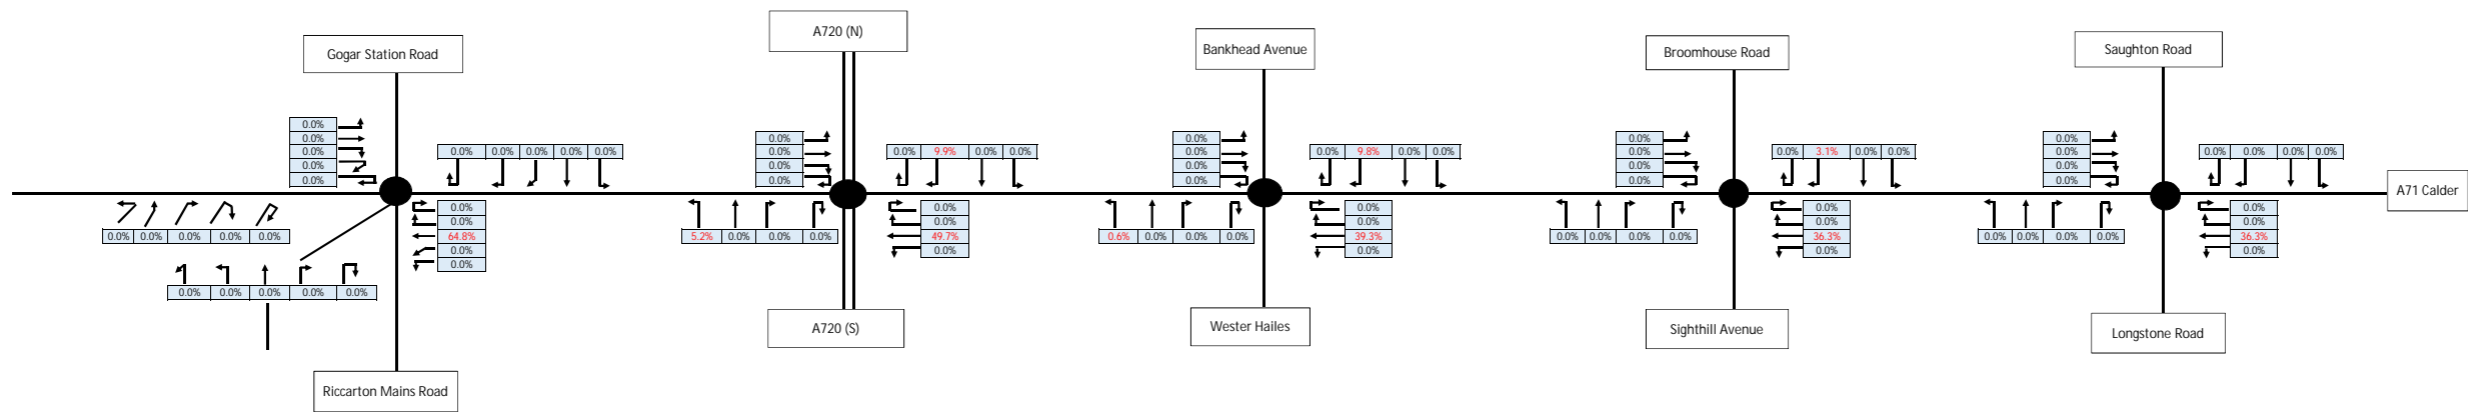 A720 (N)
Gogar Station Road
Bankhead Avenue
Broomhouse Road
Saughton Road
0.0%
0.0%
0.0%
0.0%
0.0%
0.0% 0.0% 0.0% 0.0% 0.0%
0.0%
0.0%
0.0%
0.0%
0.0% 9.9% 0.0% 0.0%
0.0%
0.0%
0.0%
0.0%
0.0% 9.8% 0.0% 0.0%
0.0%
0.0%
0.0%
0.0%
0.0% 3.1% 0.0% 0.0%
0.0%
0.0%
0.0%
0.0%
0.0% 0.0% 0.0% 0.0%
A71 Calder
0.0% 0.0% 0.0% 0.0% 0.0%
0.0%
0.0%
64.8%
0.0%
0.0%
5.2% 0.0% 0.0% 0.0%
0.0%
0.0%
49.7%
0.0%
0.6% 0.0% 0.0% 0.0%
0.0%
0.0%
39.3%
0.0%
0.0% 0.0% 0.0% 0.0%
0.0%
0.0%
36.3%
0.0%
0.0% 0.0% 0.0% 0.0%
0.0%
0.0%
36.3%
0.0%
0.0% 0.0% 0.0% 0.0% 0.0%
A720 (S)
Wester Hailes
Sighthill Avenue
Longstone Road
Riccarton Mains Road